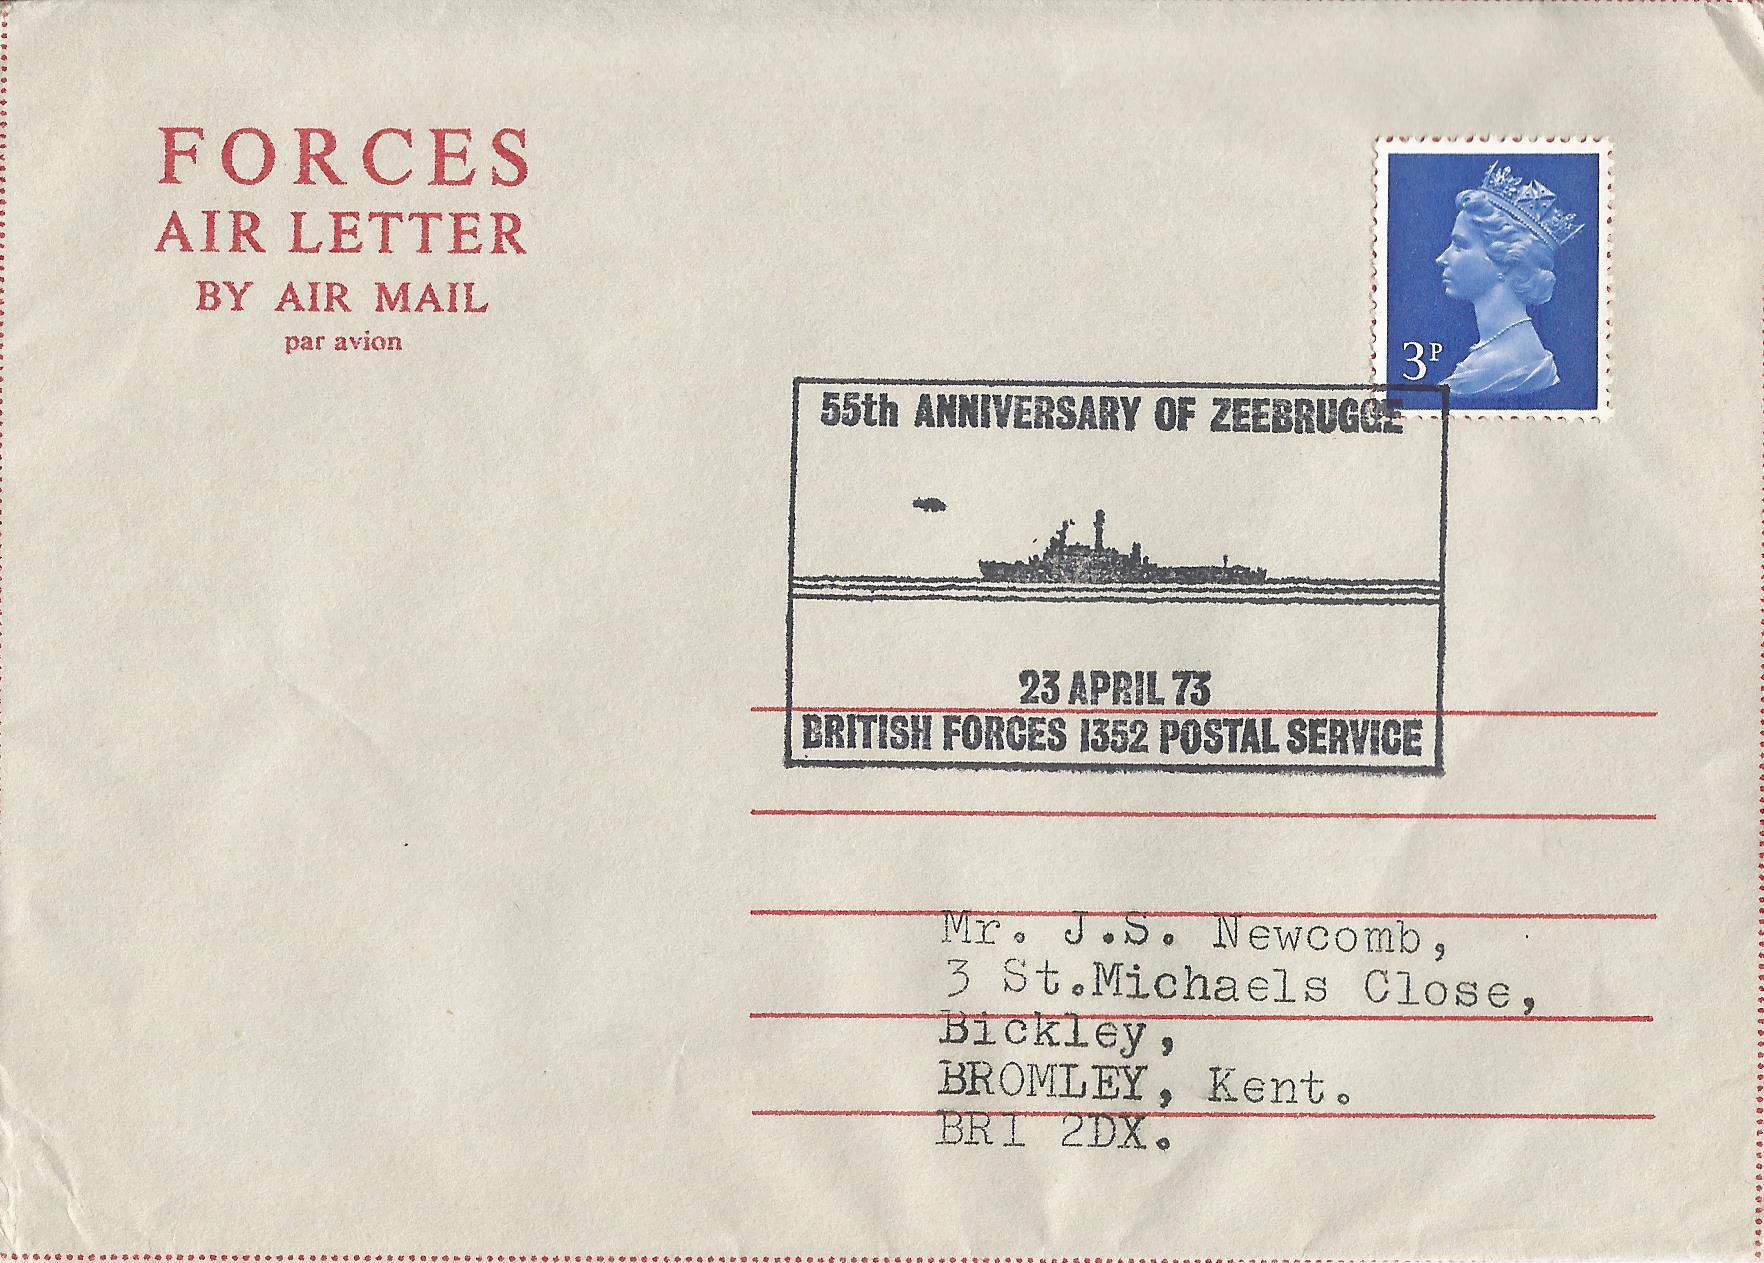 FORCES
AIR LETTER
BY AIR MAIL
par avion
3P
55th ANNIVERSARY OF ZEEBRUGGE
23 APRIL 73
BRITISH FORCES 1352 POSTAL SERVICE
Mr. J.S. Newcomb,
3 St.Michaels Close,
Bickley,
BROMLEY, Kent.
BR1 2DX.